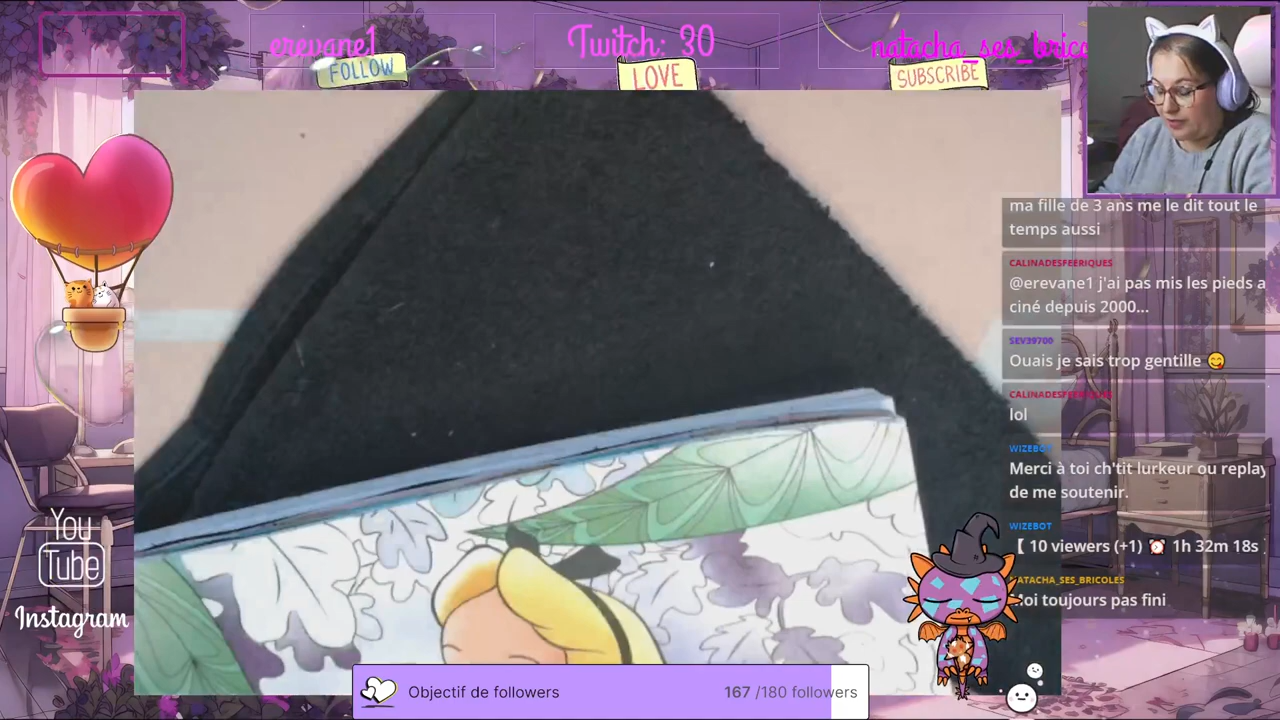 erevane1
Twitch: 30
FOLLOW
LOVE
SUBSCRIBE
ma fille de 3 ans me le dit tout le
temps aussi
CALINADESFEERIQUES
@erevane1 j'ai pas mis les pieds a
ciné depuis 2000...
SEV39700
Ouais je sais trop gentille 😋
lol
WIZEBOT
Merci à toi ch'tit lurkeur ou replay
de me soutenir.
WIZEBOT
【 10 viewers (+1) ⏰ 1h 32m 18s
NATACHA_SES_BRICOLES
Moi toujours pas fini
You
Tube
Instagram
Objectif de followers 167 /180 followers